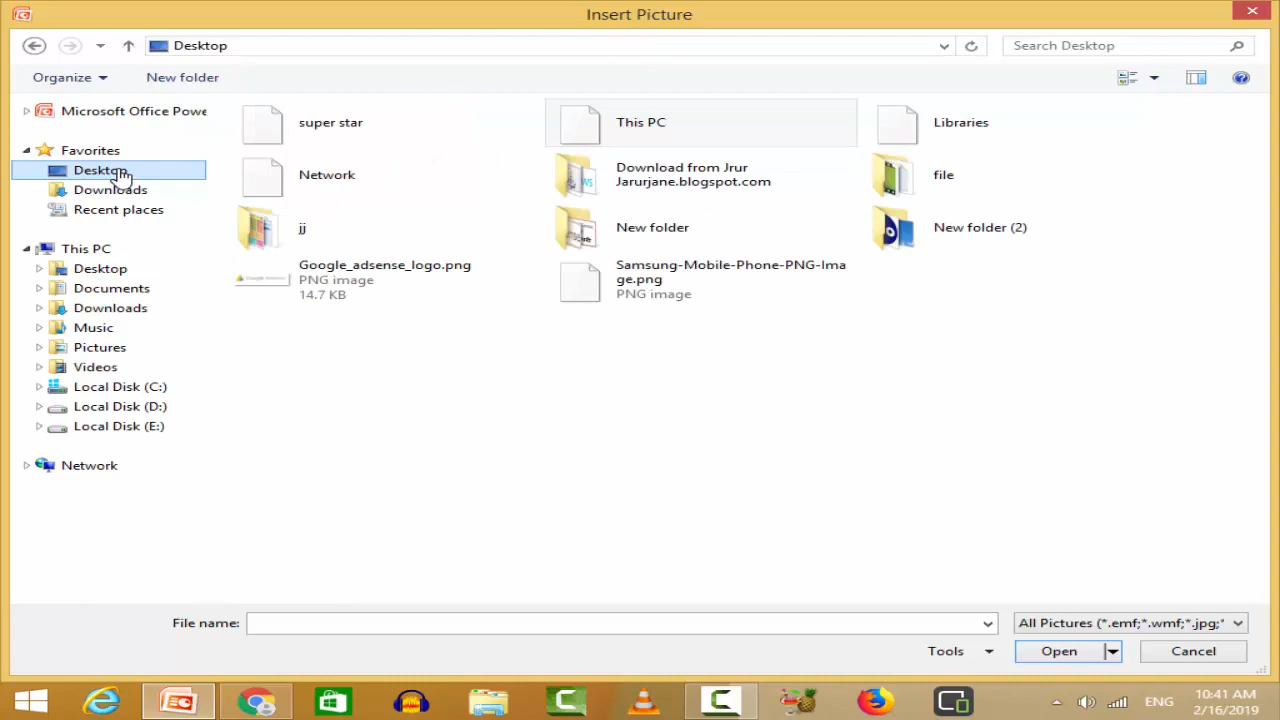 Insert Picture
Desktop
Search Desktop
Organize
New folder
Microsoft Office Powe
Favorites
Desktop
Downloads
Recent places
This PC
Desktop
Documents
Downloads
Music
Pictures
Videos
Local Disk (C:)
Local Disk (D:)
Local Disk (E:)
Network
super star
This PC
Libraries
Network
Download from Jrur
Jarurjane.blogspot.com
file
jj
New folder
New folder (2)
Google_adsense_logo.png
PNG image
14.7 KB
Samsung-Mobile-Phone-PNG-Ima
ge.png
PNG image
File name:
All Pictures (*.emf;*.wmf;*.jpg;*
Tools
Open
Cancel
ENG
10:41 AM
2/16/2019